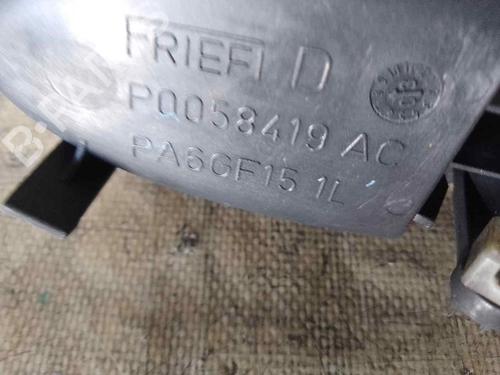 FRIEFI D
P0058419 AC
PA6GF15 1L